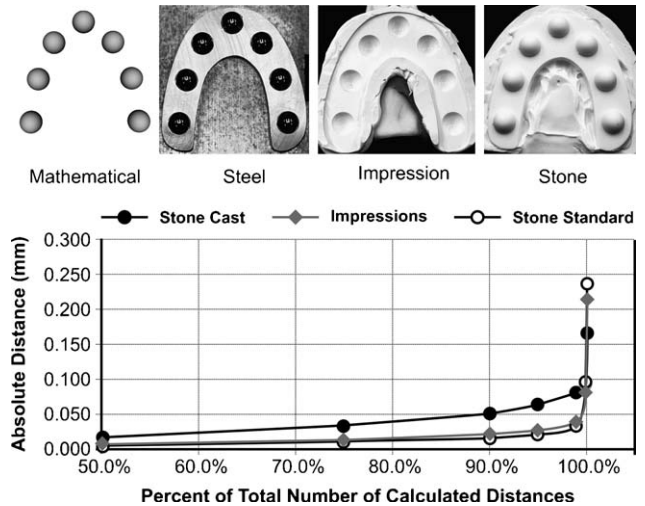 Mathematical
Steel
Impression
Stone
Stone Cast
Impressions
Stone Standard
Absolute Distance (mm)
0.300
0.250
0.200
0.150
0.100
0.050
0.000
50.0%
60.0%
70.0%
80.0%
90.0%
100.0%
Percent of Total Number of Calculated Distances